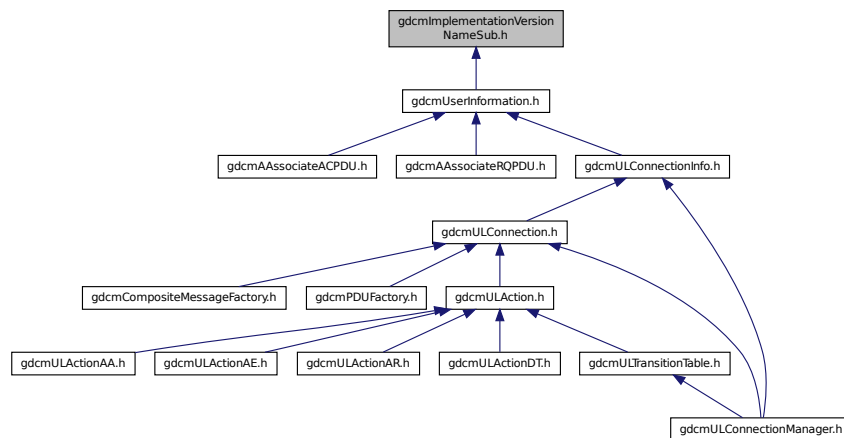 gdcmImplementationVersion
NameSub.h
gdcmUserInformation.h
gdcmAAssociateACPDU.h
gdcmAAssociateRQPDU.h
gdcmULConnectionInfo.h
gdcmULConnection.h
gdcmCompositeMessageFactory.h
gdcmPDUFactory.h
gdcmULAction.h
gdcmULActionAA.h
gdcmULActionAE.h
gdcmULActionAR.h
gdcmULActionDT.h
gdcmULTransitionTable.h
gdcmULConnectionManager.h